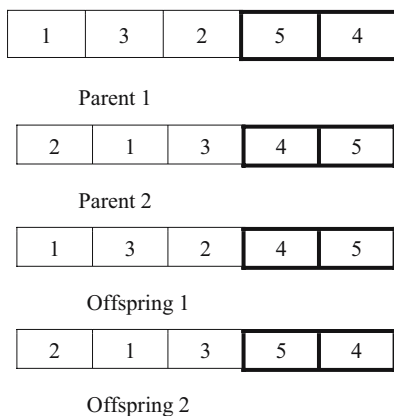 1 3 2 5 4
Parent 1
2 1 3 4 5
Parent 2
1 3 2 4 5
Offspring 1
2 1 3 5 4
Offspring 2